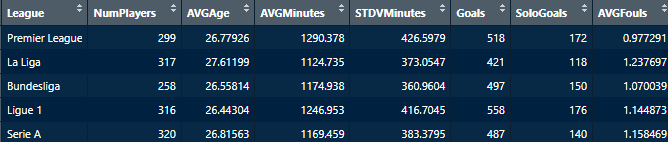 League NumPlayers AVGAge AVGMinutes STDVMinutes Goals SoloGoals AVGFouls
Premier League 299 26.77926 1290.378 426.5979 518 172 0.977291
La Liga 317 27.61199 1124.735 373.0547 421 118 1.237697
Bundesliga 258 26.55814 1174.938 360.9604 497 150 1.070039
Ligue 1 316 26.44304 1246.953 416.7045 558 176 1.144873
Serie A 320 26.81563 1169.459 383.3795 487 140 1.158469